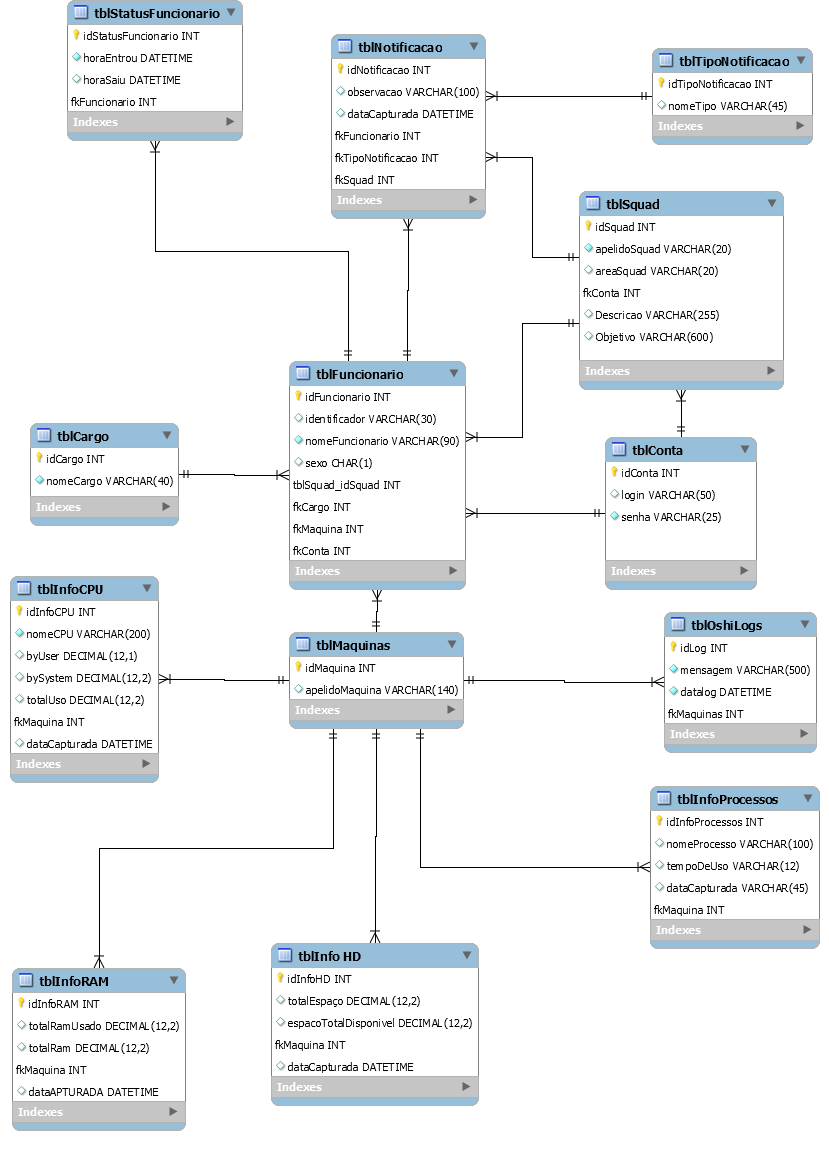 tblStatusFuncionario
idStatusFuncionario INT
horaEntrou DATETIME
horaSaiu DATETIME
fkFuncionario INT
Indexes
tblNotificacao
idNotificacao INT
observacao VARCHAR(100)
dataCapturada DATETIME
fkFuncionario INT
fkTipoNotificacao INT
fkSquad INT
Indexes
tblTipoNotificacao
idTipoNotificacao INT
nomeTipo VARCHAR(45)
Indexes
tblSquad
idSquad INT
apelidoSquad VARCHAR(20)
areaSquad VARCHAR(20)
fkConta INT
Descricao VARCHAR(255)
Objetivo VARCHAR(600)
Indexes
tblFuncionario
idFuncionario INT
identificador VARCHAR(30)
nomeFuncionario VARCHAR(90)
sexo CHAR(1)
tblSquad_idSquad INT
fkCargo INT
fkMaquina INT
fkConta INT
Indexes
tblCargo
idCargo INT
nomeCargo VARCHAR(40)
Indexes
tblConta
idConta INT
login VARCHAR(50)
senha VARCHAR(25)
Indexes
tblInfoCPU
idInfoCPU INT
nomeCPU VARCHAR(200)
byUser DECIMAL(12,1)
bySystem DECIMAL(12,2)
totalUso DECIMAL(12,2)
fkMaquina INT
dataCapturada DATETIME
Indexes
tblMaquinas
idMaquina INT
apelidoMaquina VARCHAR(140)
Indexes
tblOshiLogs
idLog INT
mensagem VARCHAR(500)
datalog DATETIME
fkMaquinas INT
Indexes
tblInfoProcessos
idInfoProcessos INT
nomeProcesso VARCHAR(100)
tempoDeUso VARCHAR(12)
dataCapturada VARCHAR(45)
fkMaquina INT
Indexes
tblInfoRAM
idInfoRAM INT
totalRamUsado DECIMAL(12,2)
totalRam DECIMAL(12,2)
fkMaquina INT
dataAPTURADA DATETIME
Indexes
tblInfo HD
idInfoHD INT
totalEspaço DECIMAL(12,2)
espacoTotalDisponivel DECIMAL(12,2)
fkMaquina INT
dataCapturada DATETIME
Indexes